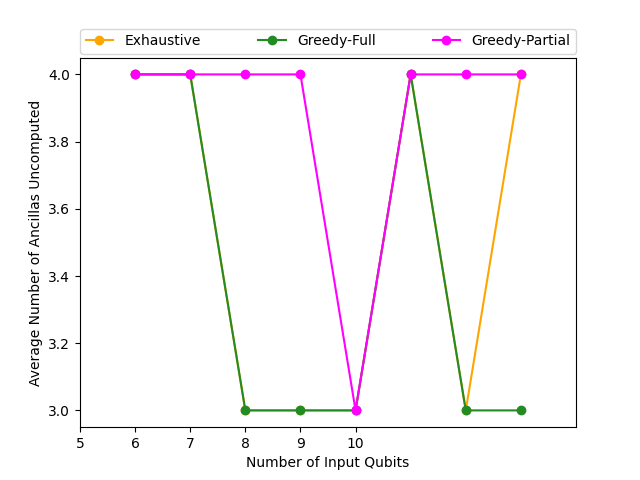 Exhaustive Greedy-Full Greedy-Partial
Average Number of Ancillas Uncomputed
4.0
3.8
3.6
3.4
3.2
3.0
5 6 7 8 9 10
Number of Input Qubits